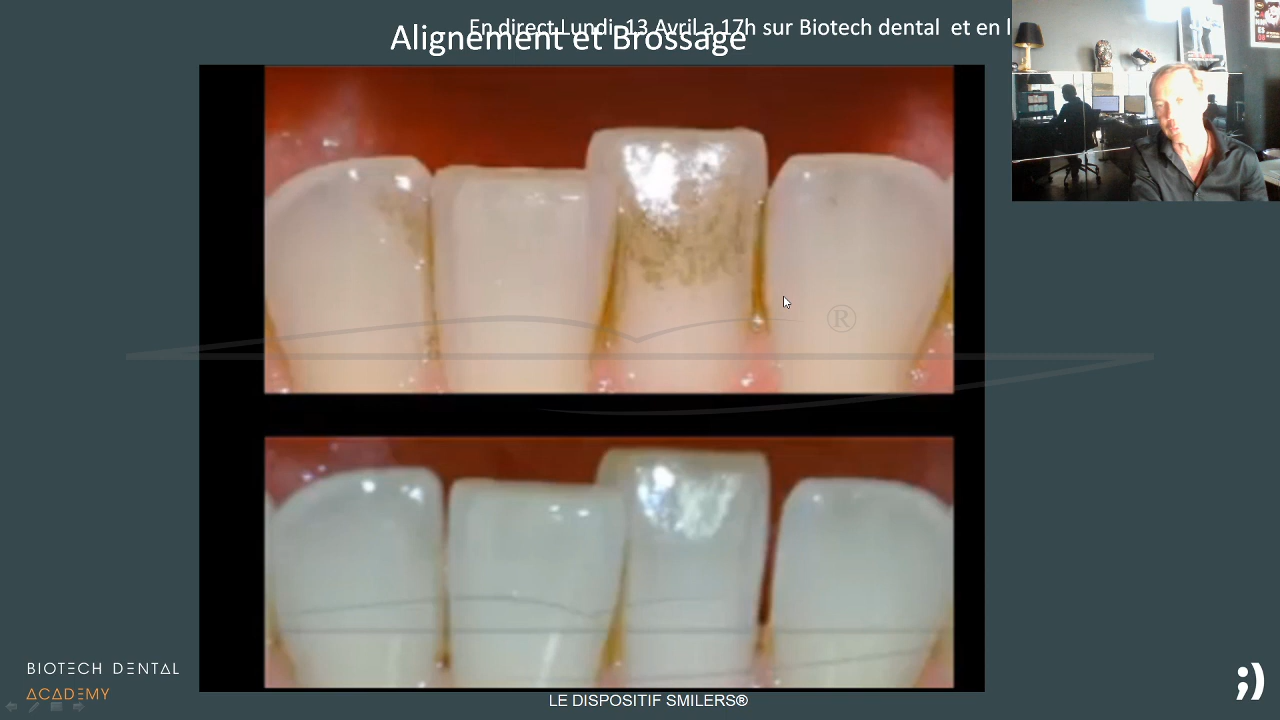 En direct Lundi 13 Avril a 17h sur Biotech dental et en l
Alignement et Brossage
®
BIOTECH DENTAL
ACADEMY
LE DISPOSITIF SMILERS®
;)